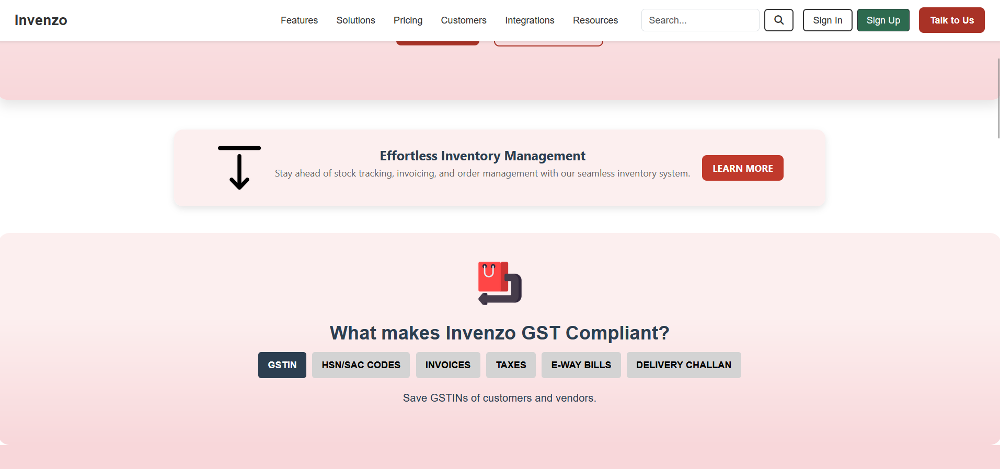 Invenzo
Features
Solutions
Pricing
Customers
Integrations
Resources
Search...
Sign In
Sign Up
Talk to Us
Effortless Inventory Management
Stay ahead of stock tracking, invoicing, and order management with our seamless inventory system.
LEARN MORE
What makes Invenzo GST Compliant?
GSTIN
HSN/SAC CODES
INVOICES
TAXES
E-WAY BILLS
DELIVERY CHALLAN
Save GSTINs of customers and vendors.